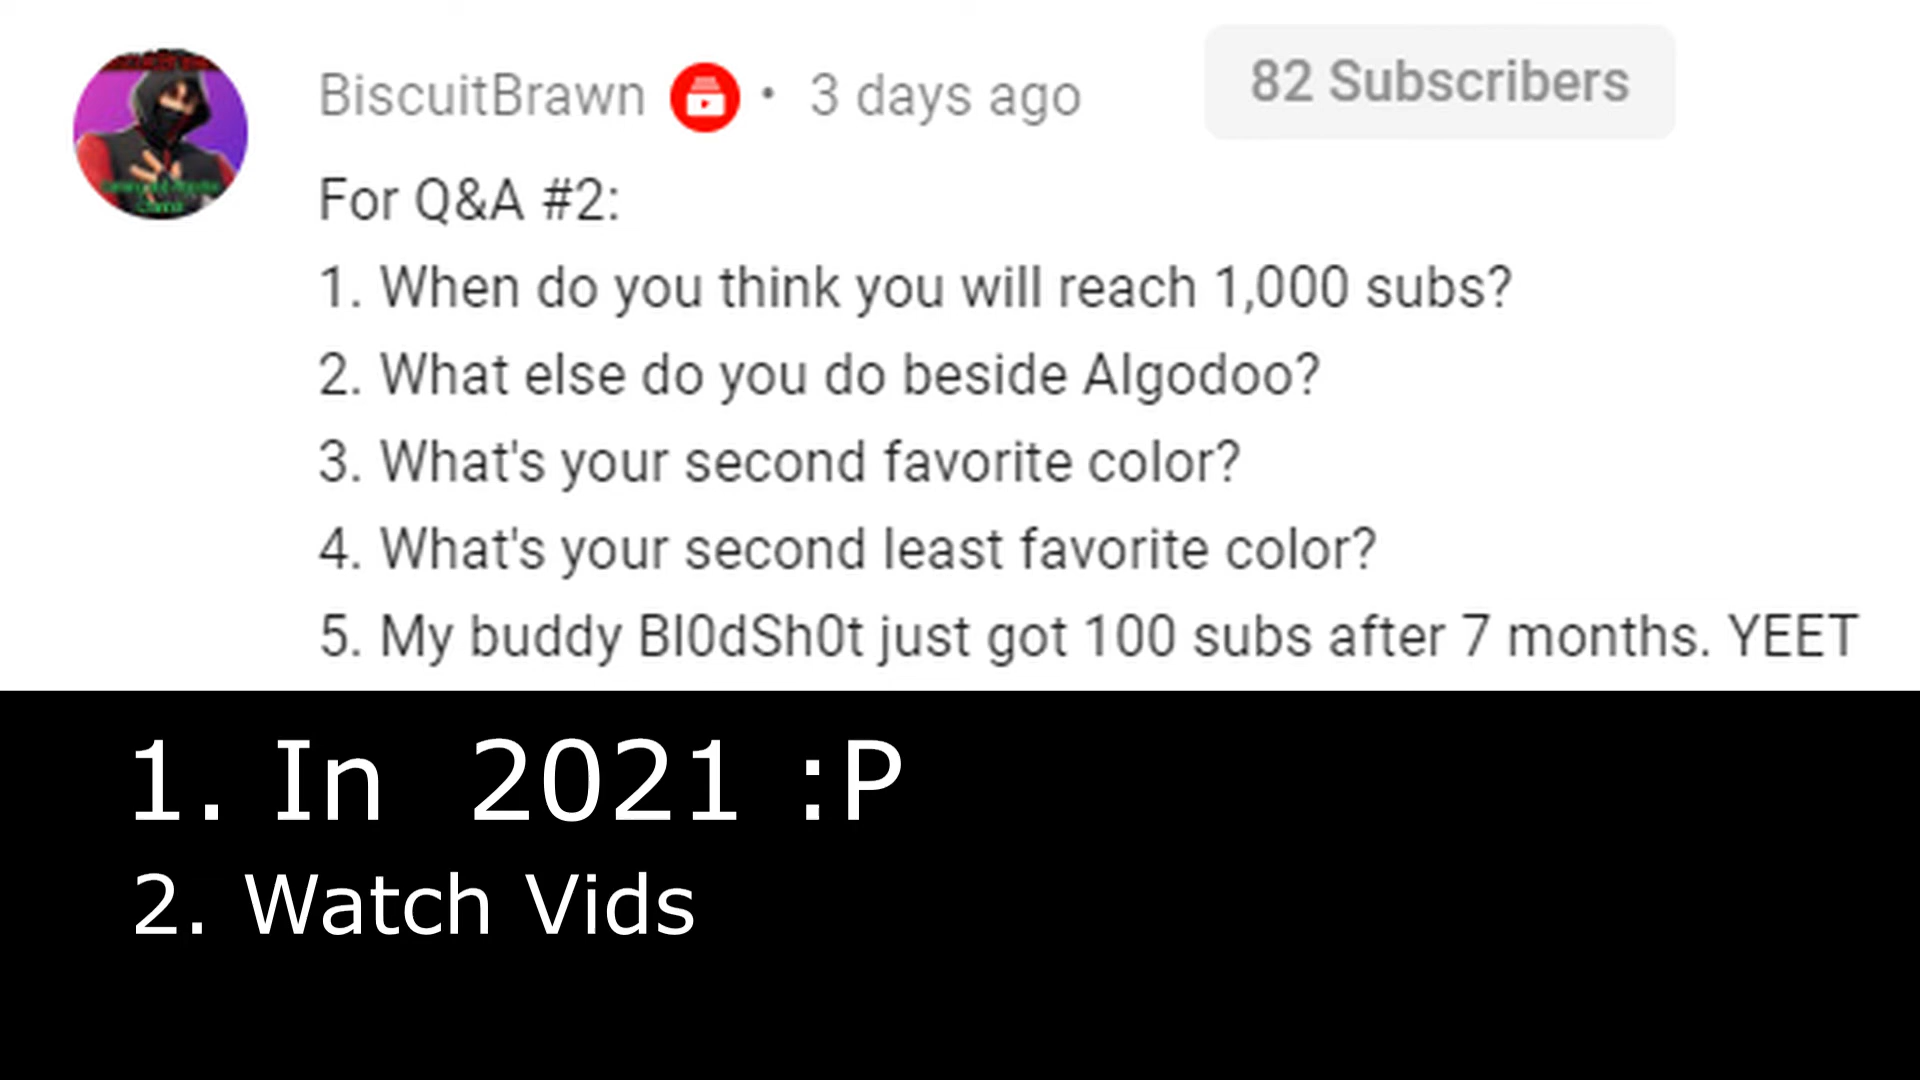 BiscuitBrawn • 3 days ago
82 Subscribers
For Q&A #2:
1. When do you think you will reach 1,000 subs?
2. What else do you do beside Algodoo?
3. What's your second favorite color?
4. What's your second least favorite color?
5. My buddy Bl0dSh0t just got 100 subs after 7 months. YEET
1. In 2021 :P
2. Watch Vids